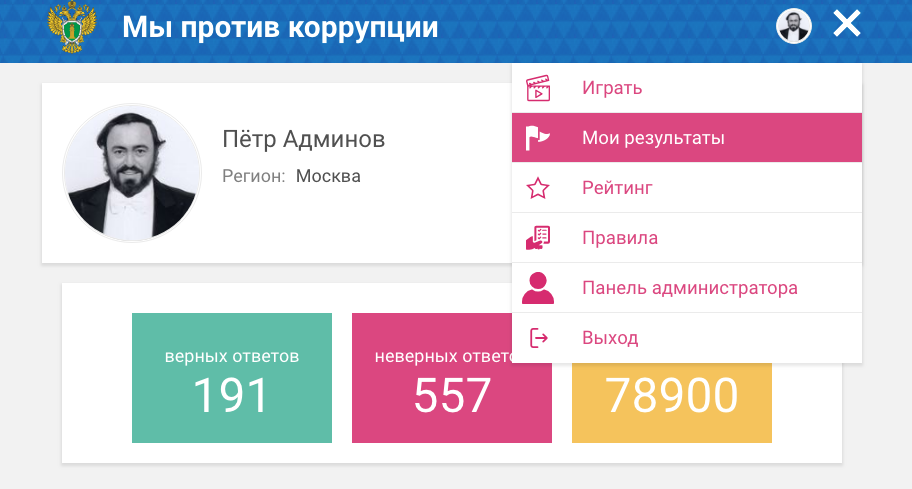 Мы против коррупции
Играть
Мои результаты
Рейтинг
Правила
Панель администратора
Выход
Пётр Админов
Регион: Москва
верных ответов
191
неверных
557
78900